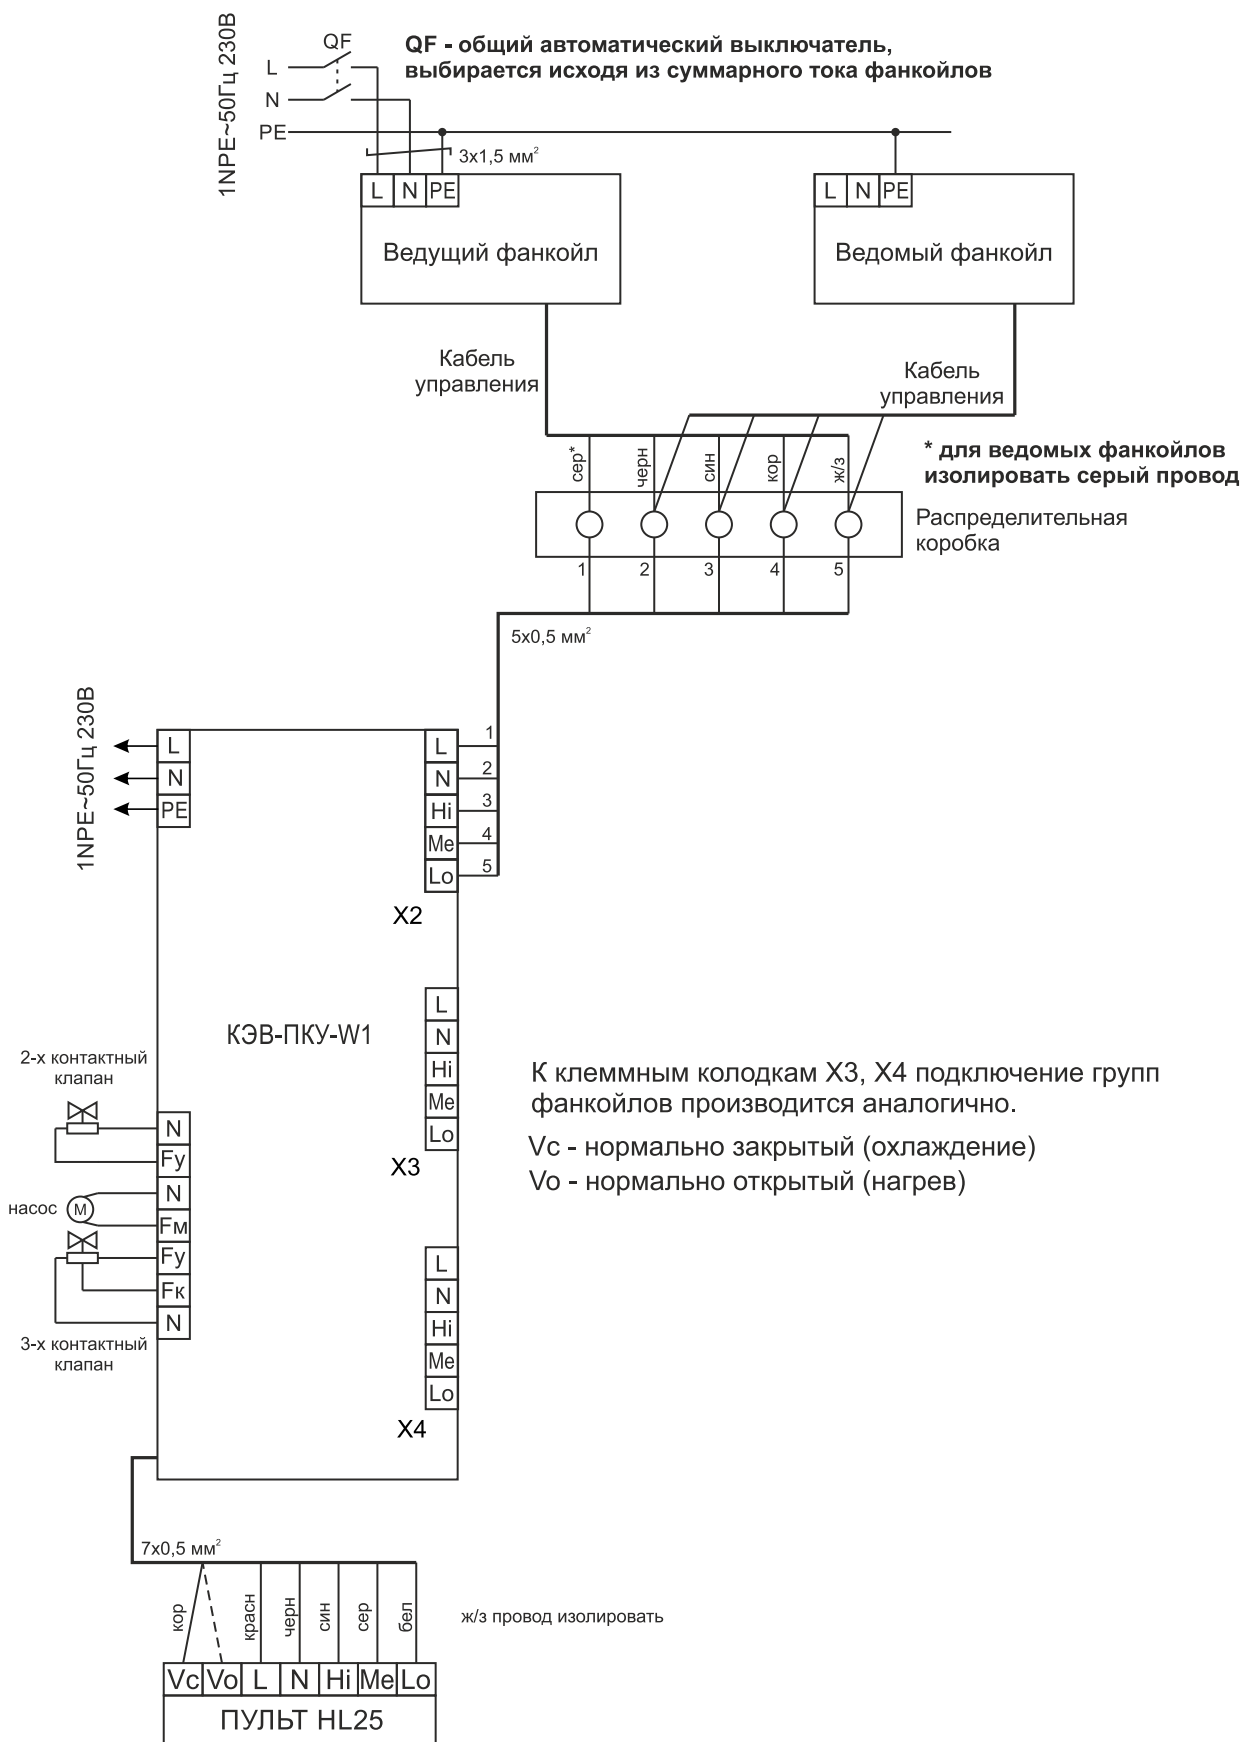 1NPE~50Гц 230В
QF
L
N
PE
QF - общий автоматический выключатель,
выбирается исходя из суммарного тока фанкойлов
3x1,5 мм²
L N PE
Ведущий фанкойл
L N PE
Ведомый фанкойл
Кабель
управления
Кабель
управления
сер*
черн
син
кор
ж/з
* для ведомых фанкойлов
изолировать серый провод
Распределительная
коробка
1 2 3 4 5
5x0,5 мм²
1NPE~50Гц 230В
L
N
PE
L 1
N 2
Hi 3
Me 4
Lo 5
X2
КЭВ-ПКУ-W1
L
N
Hi
Me
Lo
X3
2-х контактный
клапан
N
Fy
насос
M
N
Fм
Fy
Fк
N
3-х контактный
клапан
К клеммным колодкам X3, X4 подключение групп
фанкойлов производится аналогично.
Vc - нормально закрытый (охлаждение)
Vo - нормально открытый (нагрев)
L
N
Hi
Me
Lo
X4
7x0,5 мм²
кор
красн
черн
син
сер
бел
ж/з провод изолировать
Vc Vo L N Hi Me Lo
ПУЛЬТ HL25